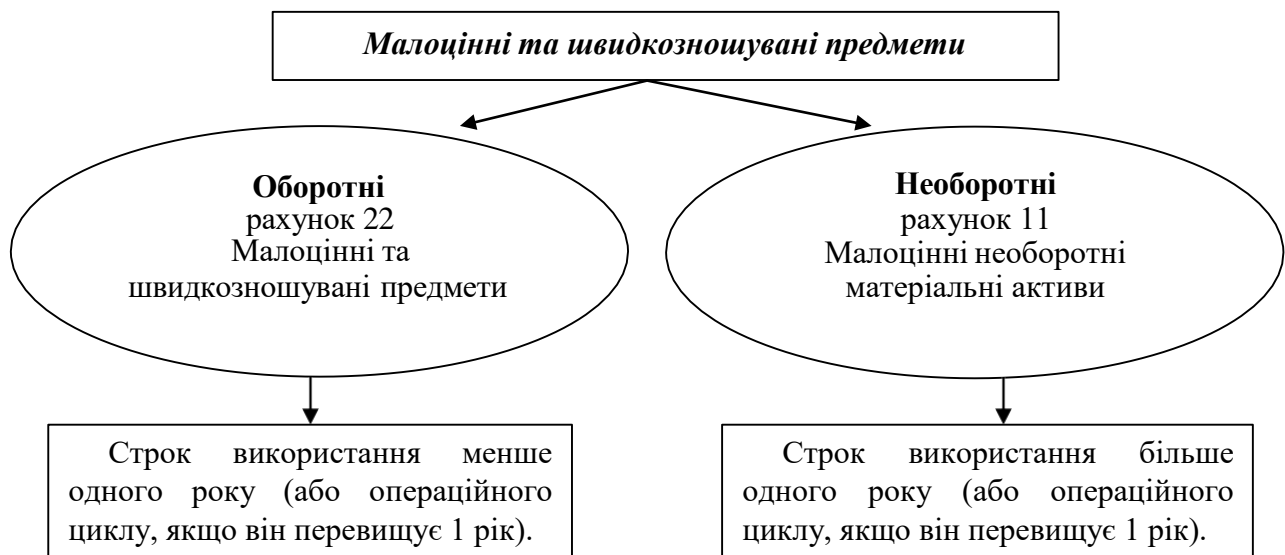 Малоцінні та швидкозношувані предмети
Оборотні
рахунок 22
Малоцінні та
швидкозношувані предмети
Необоротні
рахунок 11
Малоцінні необоротні
матеріальні активи
Строк використання менше
одного року (або операційного
циклу, якщо він перевищує 1 рік).
Строк використання більше
одного року (або операційного
циклу, якщо він перевищує 1 рік).